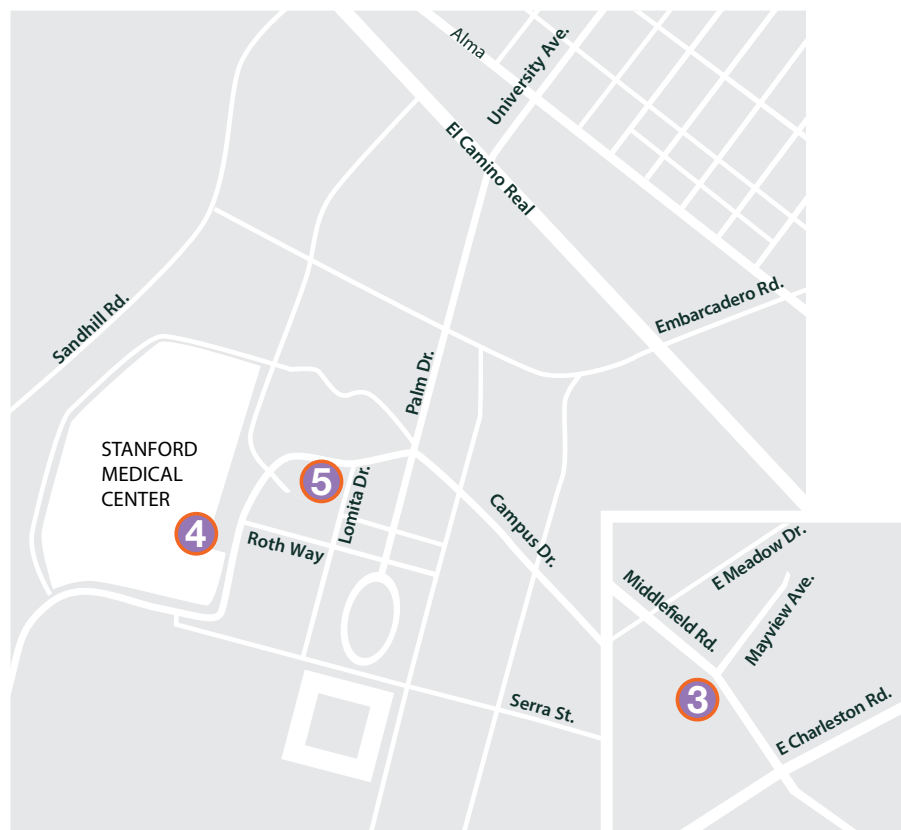 Alma
University Ave.
El Camino Real
Embarcadero Rd.
Sandhill Rd.
Palm Dr.
STANFORD
MEDICAL
CENTER
5
4
Lomita Dr.
Roth Way
Campus Dr.
Serra St.
E Meadow Dr.
Middlefield Rd.
Mayview Ave.
3
E Charleston Rd.